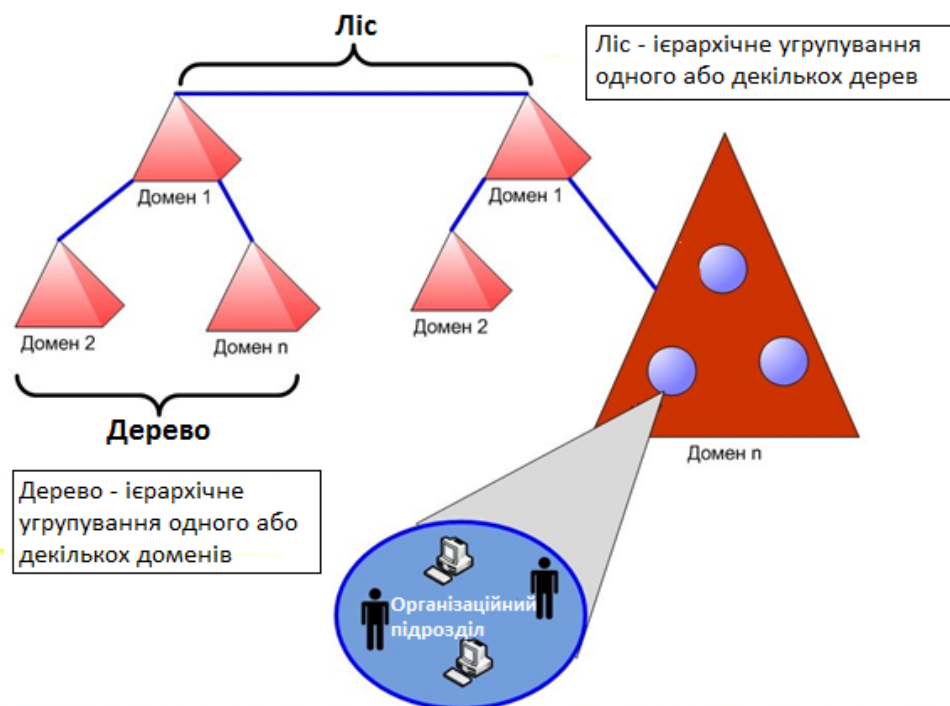 Ліс
Ліс - ієрархічне угрупування
одного або декількох дерев
Домен 1
Домен 1
Домен 2
Домен n
Домен 2
Дерево
Домен n
Дерево - ієрархічне
угрупування одного або
декількох доменів
Організаційний
підрозділ